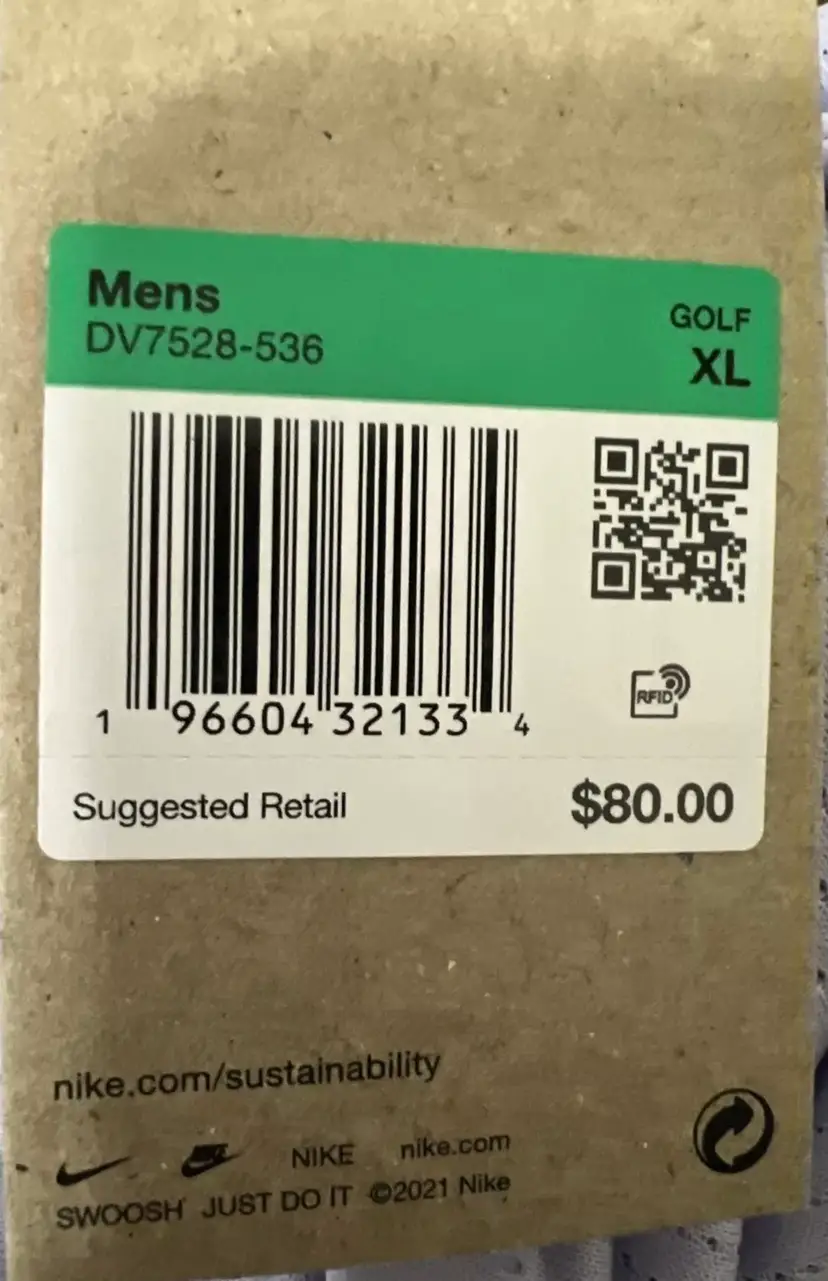 Mens
DV7528-536
GOLF
XL
1 96604 32133 4
RFID
Suggested Retail $80.00
nike.com/sustainability
NIKE nike.com
SWOOSH JUST DO IT ©2021 Nike